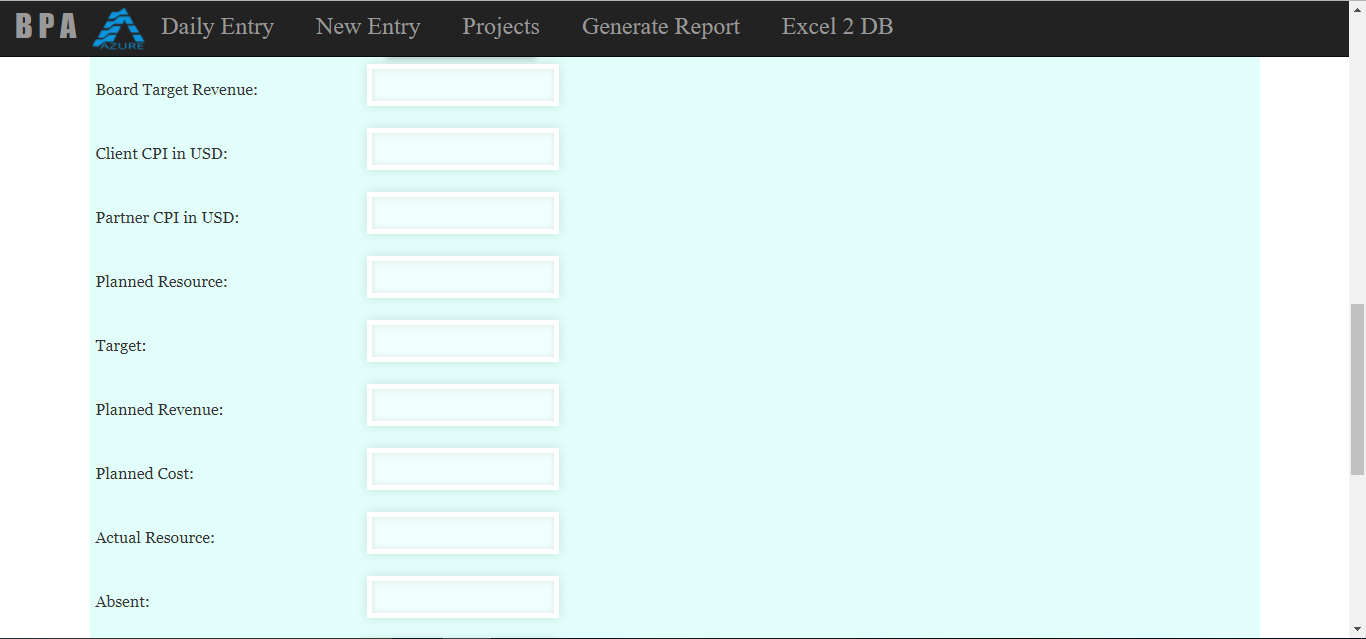 BPA AZURE Daily Entry New Entry Projects Generate Report Excel 2 DB
Board Target Revenue:
Client CPI in USD:
Partner CPI in USD:
Planned Resource:
Target:
Planned Revenue:
Planned Cost:
Actual Resource:
Absent: